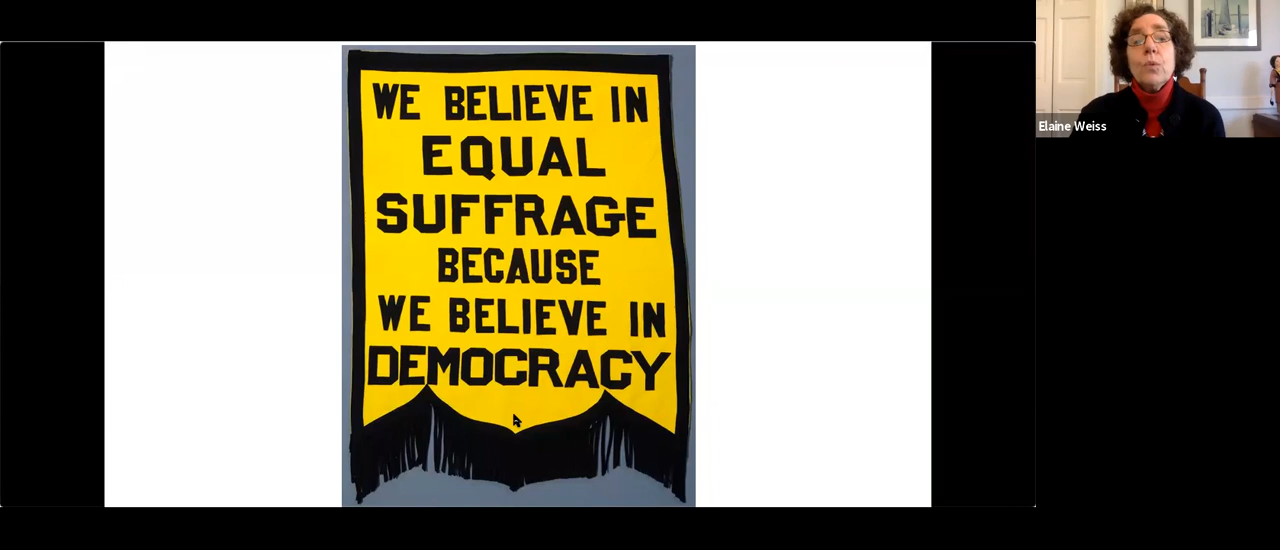 WE BELIEVE IN
EQUAL
SUFFRAGE
BECAUSE
WE BELIEVE IN
DEMOCRACY
Elaine Weiss